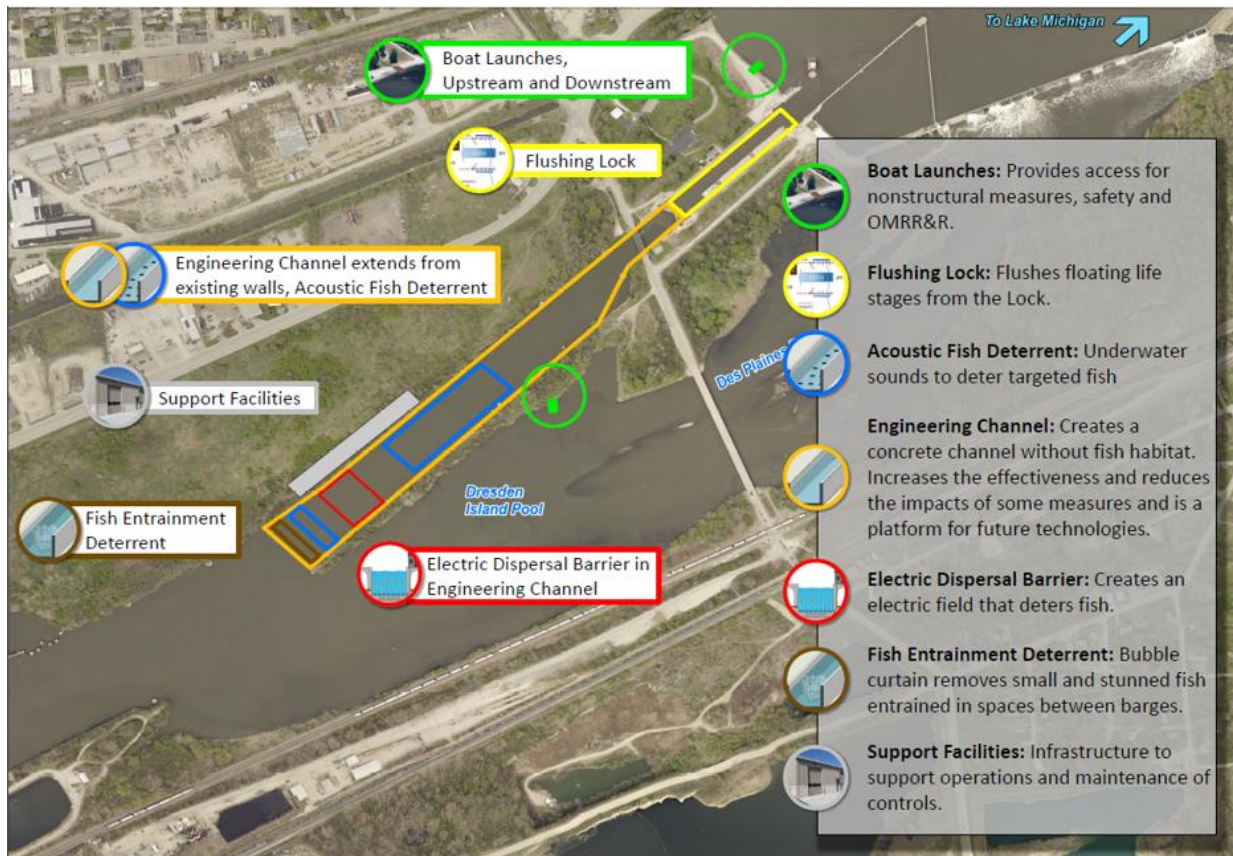 To Lake Michigan
Boat Launches,
Upstream and Downstream
Flushing Lock
Engineering Channel extends from
existing walls, Acoustic Fish Deterrent
Support Facilities
Fish Entrainment
Deterrent
Dresden
Island Pool
Des Plaines
Electric Dispersal Barrier in
Engineering Channel
Boat Launches: Provides access for
nonstructural measures, safety and
OMRR&R.
Flushing Lock: Flushes floating life
stages from the Lock.
Acoustic Fish Deterrent: Underwater
sounds to deter targeted fish
Engineering Channel: Creates a
concrete channel without fish habitat.
Increases the effectiveness and reduces
the impacts of some measures and is a
platform for future technologies.
Electric Dispersal Barrier: Creates an
electric field that deters fish.
Fish Entrainment Deterrent: Bubble
curtain removes small and stunned fish
entrained in spaces between barges.
Support Facilities: Infrastructure to
support operations and maintenance of
controls.